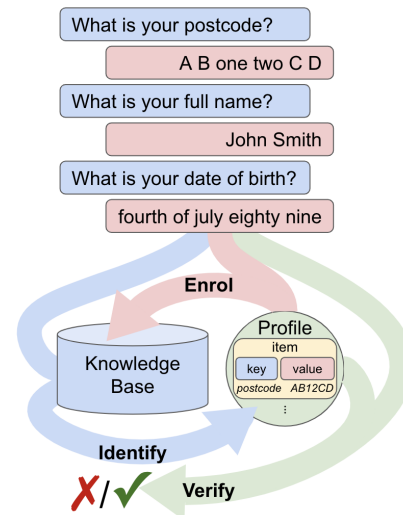 What is your postcode?
A B one two C D
What is your full name?
John Smith
What is your date of birth?
fourth of july eighty nine
Enrol
Profile
item
key value
postcode AB12CD
⋮
Knowledge
Base
Identify
✗/✓
Verify